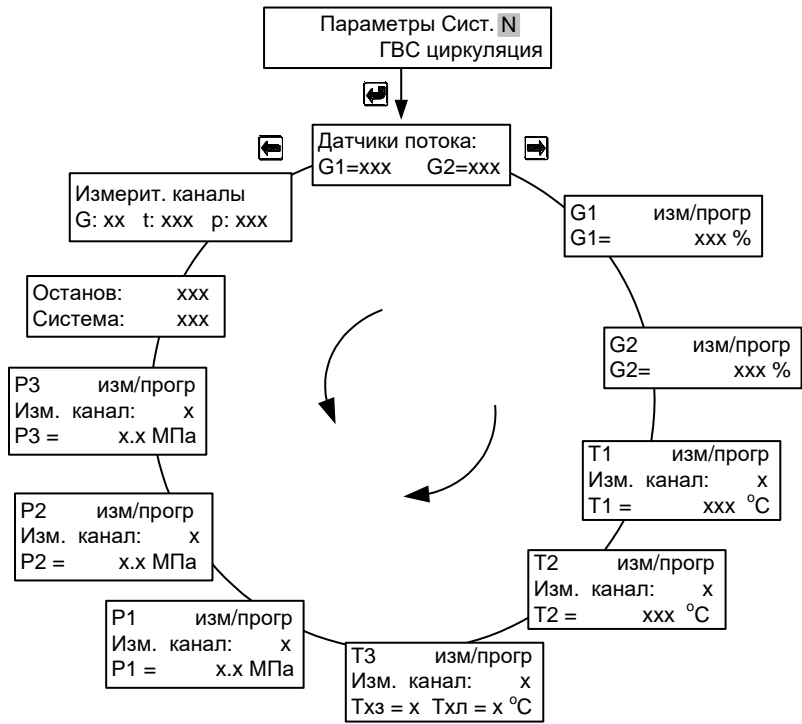 Параметры Сист. N
ГВС циркуляция
Датчики потока:
G1=xxx G2=xxx
G1 изм/прогр
G1= xxx %
G2 изм/прогр
G2= xxx %
T1 изм/прогр
Изм. канал: x
T1 = xxx °C
T2 изм/прогр
Изм. канал: x
T2 = xxx °C
T3 изм/прогр
Изм. канал: x
Тхз = x Тхл = x °C
P1 изм/прогр
Изм. канал: x
P1 = x.x МПа
P2 изм/прогр
Изм. канал: x
P2 = x.x МПа
P3 изм/прогр
Изм. канал: x
P3 = x.x МПа
Останов: xxx
Система: xxx
Измерит. каналы
G: xx t: xxx p: xxx